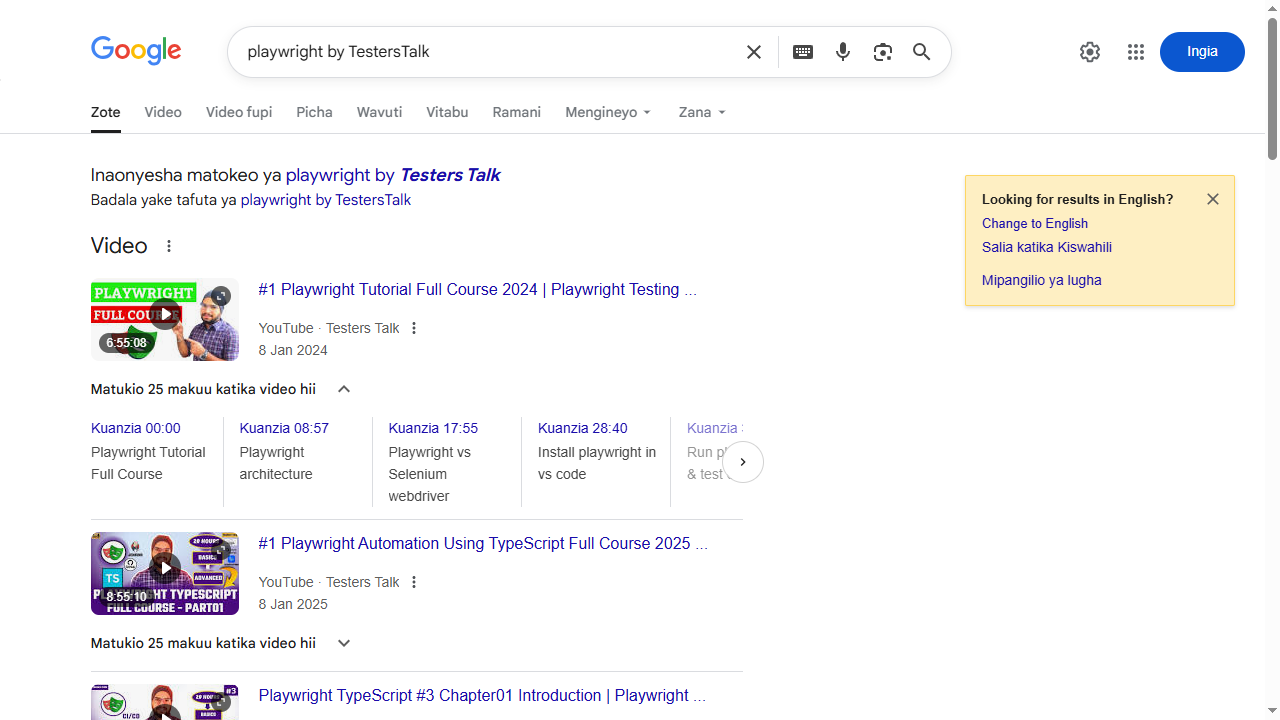 Google
playwright by TestersTalk
Ingia
Zote
Video
Video fupi
Picha
Wavuti
Vitabu
Ramani
Mengineyo
Zana
Inaonyesha matokeo ya playwright by Testers Talk
Badala yake tafuta ya playwright by TestersTalk
Looking for results in English?
Change to English
Salia katika Kiswahili
Mipangilio ya lugha
Video
PLAYWRIGHT
FULL COURSE
6:55:08
#1 Playwright Tutorial Full Course 2024 | Playwright Testing ...
YouTube · Testers Talk
8 Jan 2024
Matukio 25 makuu katika video hii
Kuanzia 00:00
Playwright Tutorial
Full Course
Kuanzia 08:57
Playwright
architecture
Kuanzia 17:55
Playwright vs
Selenium
webdriver
Kuanzia 28:40
Install playwright in
vs code
Kuanzia
Run
& test
20 HOURS
BASICS
ADVANCED
TS
PLAYWRIGHT TYPESCRIPT
FULL COURSE - PART01
8:55:10
#1 Playwright Automation Using TypeScript Full Course 2025 ...
YouTube · Testers Talk
8 Jan 2025
Matukio 25 makuu katika video hii
#3
20 HOURS
BASICS
CI/CD
Playwright TypeScript #3 Chapter01 Introduction | Playwright ...